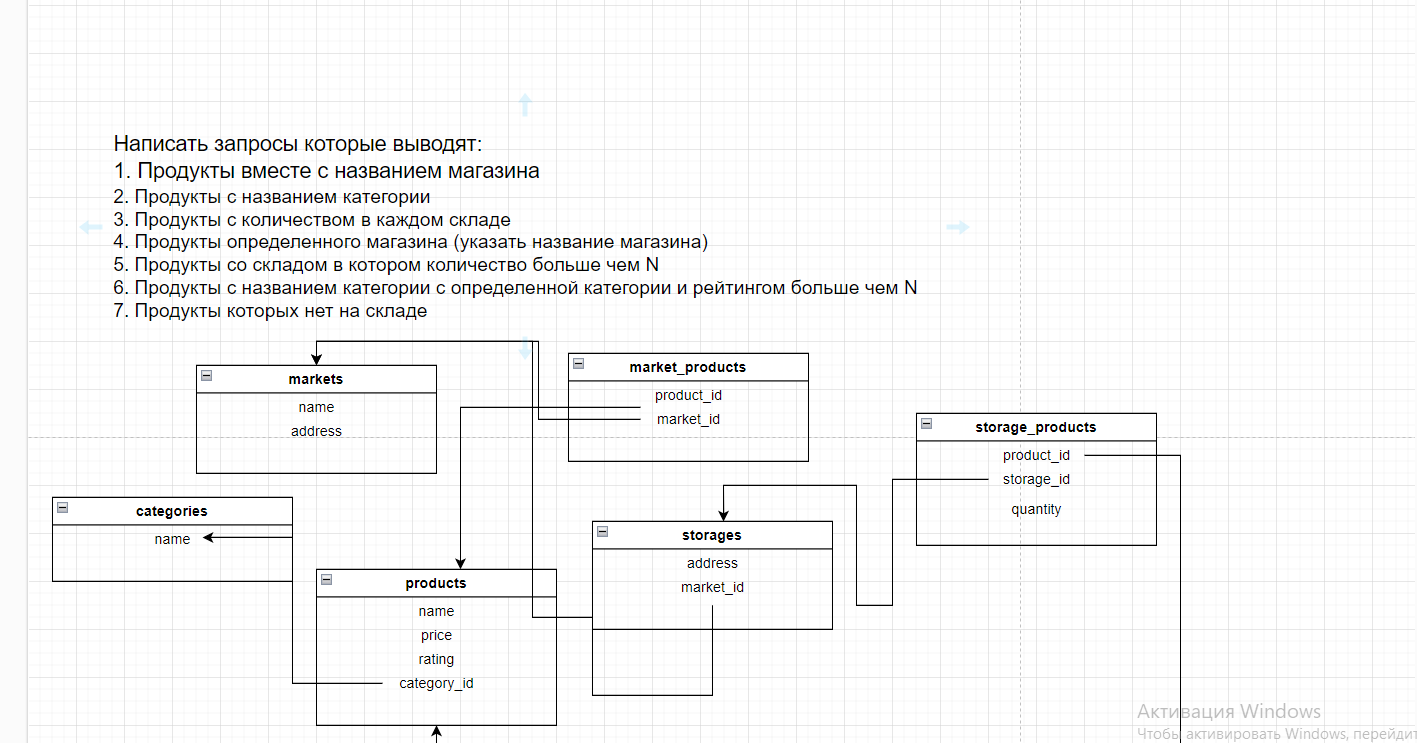 Написать запросы которые выводят:
1. Продукты вместе с названием магазина
2. Продукты с названием категории
3. Продукты с количеством в каждом складе
4. Продукты определенного магазина (указать название магазина)
5. Продукты со складом в котором количество больше чем N
6. Продукты с названием категории с определенной категории и рейтингом больше чем N
7. Продукты которых нет на складе
markets
name
address
market_products
product_id
market_id
storage_products
product_id
storage_id
quantity
categories
name
storages
address
market_id
products
name
price
rating
category_id
Активация Windows
Чтобы активировать Windows, перейдит